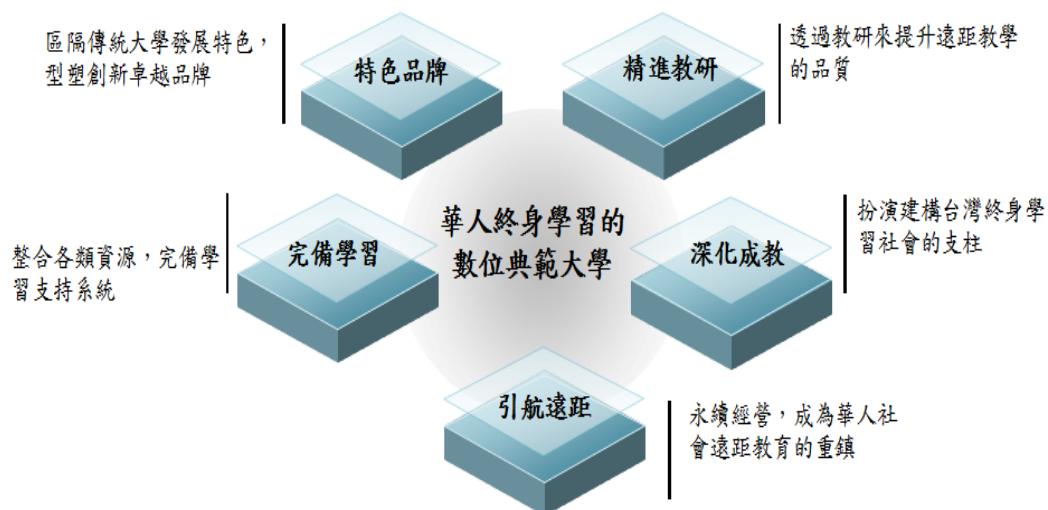 區隔傳統大學發展特色，
型塑創新卓越品牌
特色品牌
精進教研
透過教研來提升遠距教學
的品質
華人終身學習的
數位典範大學
整合各類資源，完備學
習支持系統
完備學習
深化成教
扮演建構台灣終身學
習社會的支柱
引航遠距
永續經營，成為華人社
會遠距教育的重鎮